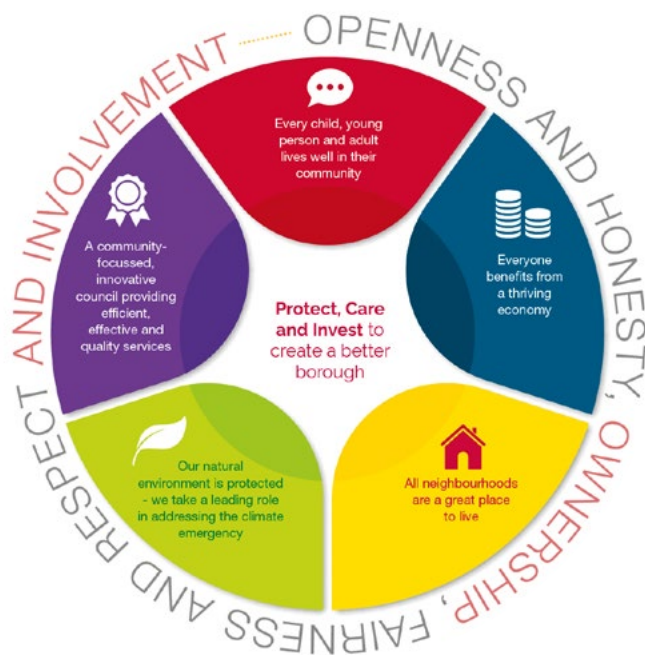 OPENNESS AND HONESTY, OWNERSHIP, FAIRNESS AND RESPECT AND INVOLVEMENT
Every child, young
person and adult
lives well in their
community
Everyone
benefits from
a thriving
economy
All neighbourhoods
are a great place
to live
Our natural
environment is protected
- we take a leading role
in addressing the climate
emergency
A community-
focussed,
innovative
council providing
efficient,
effective and
quality services
Protect, Care
and Invest to
create a better
borough